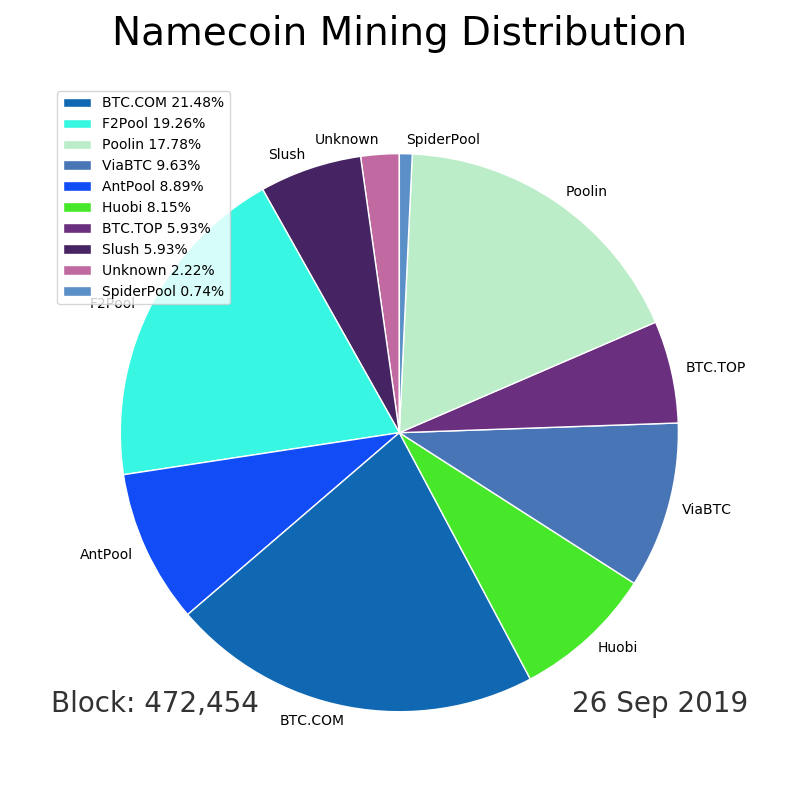 Namecoin Mining Distribution
BTC.COM 21.48%
F2Pool 19.26%
Poolin 17.78%
ViaBTC 9.63%
AntPool 8.89%
Huobi 8.15%
BTC.TOP 5.93%
Slush 5.93%
Unknown 2.22%
SpiderPool 0.74%
Slush
Unknown
SpiderPool
Poolin
F2Pool
BTC.TOP
ViaBTC
AntPool
Huobi
BTC.COM
Block: 472,454
26 Sep 2019